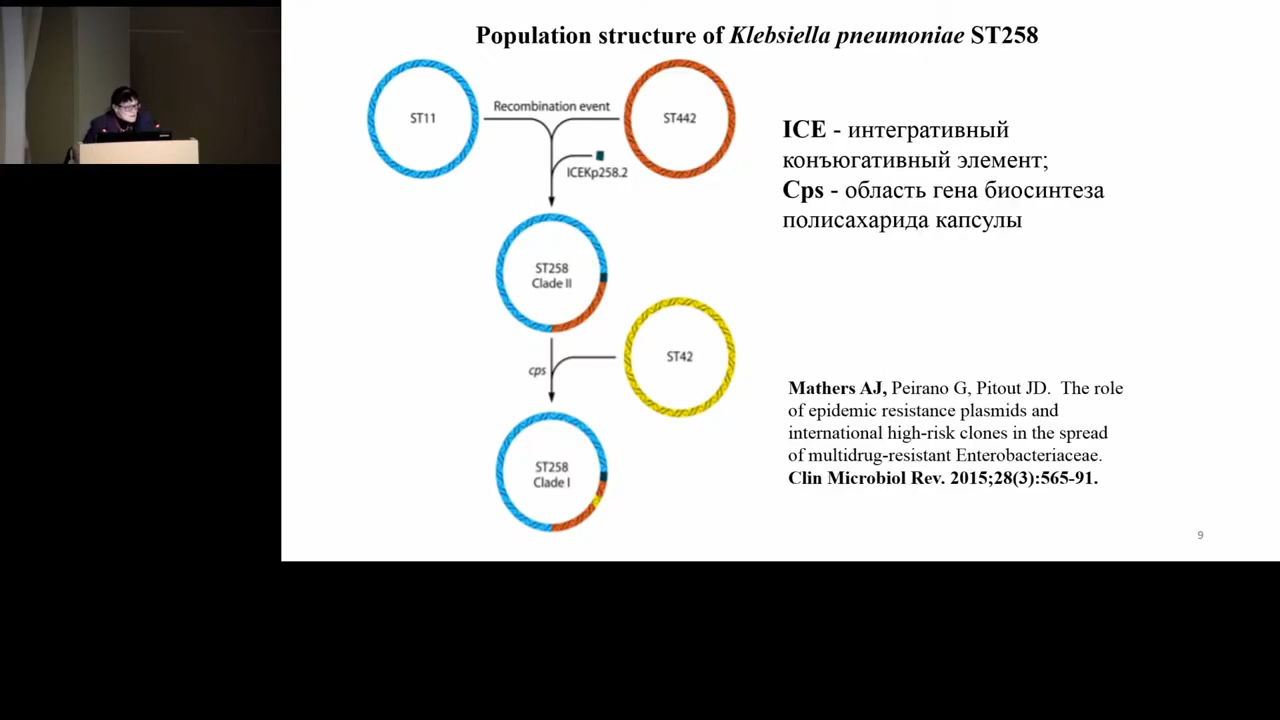 Population structure of Klebsiella pneumoniae ST258
ST11
Recombination event
ST442
ICEKp258.2
ICE - интегративный
конъюгативный элемент;
Cps - область гена биосинтеза
полисахарида капсулы
ST258
Clade II
cps
ST42
ST258
Clade I
Mathers AJ, Peirano G, Pitout JD. The role
of epidemic resistance plasmids and
international high-risk clones in the spread
of multidrug-resistant Enterobacteriaceae.
Clin Microbiol Rev. 2015;28(3):565-91.
9